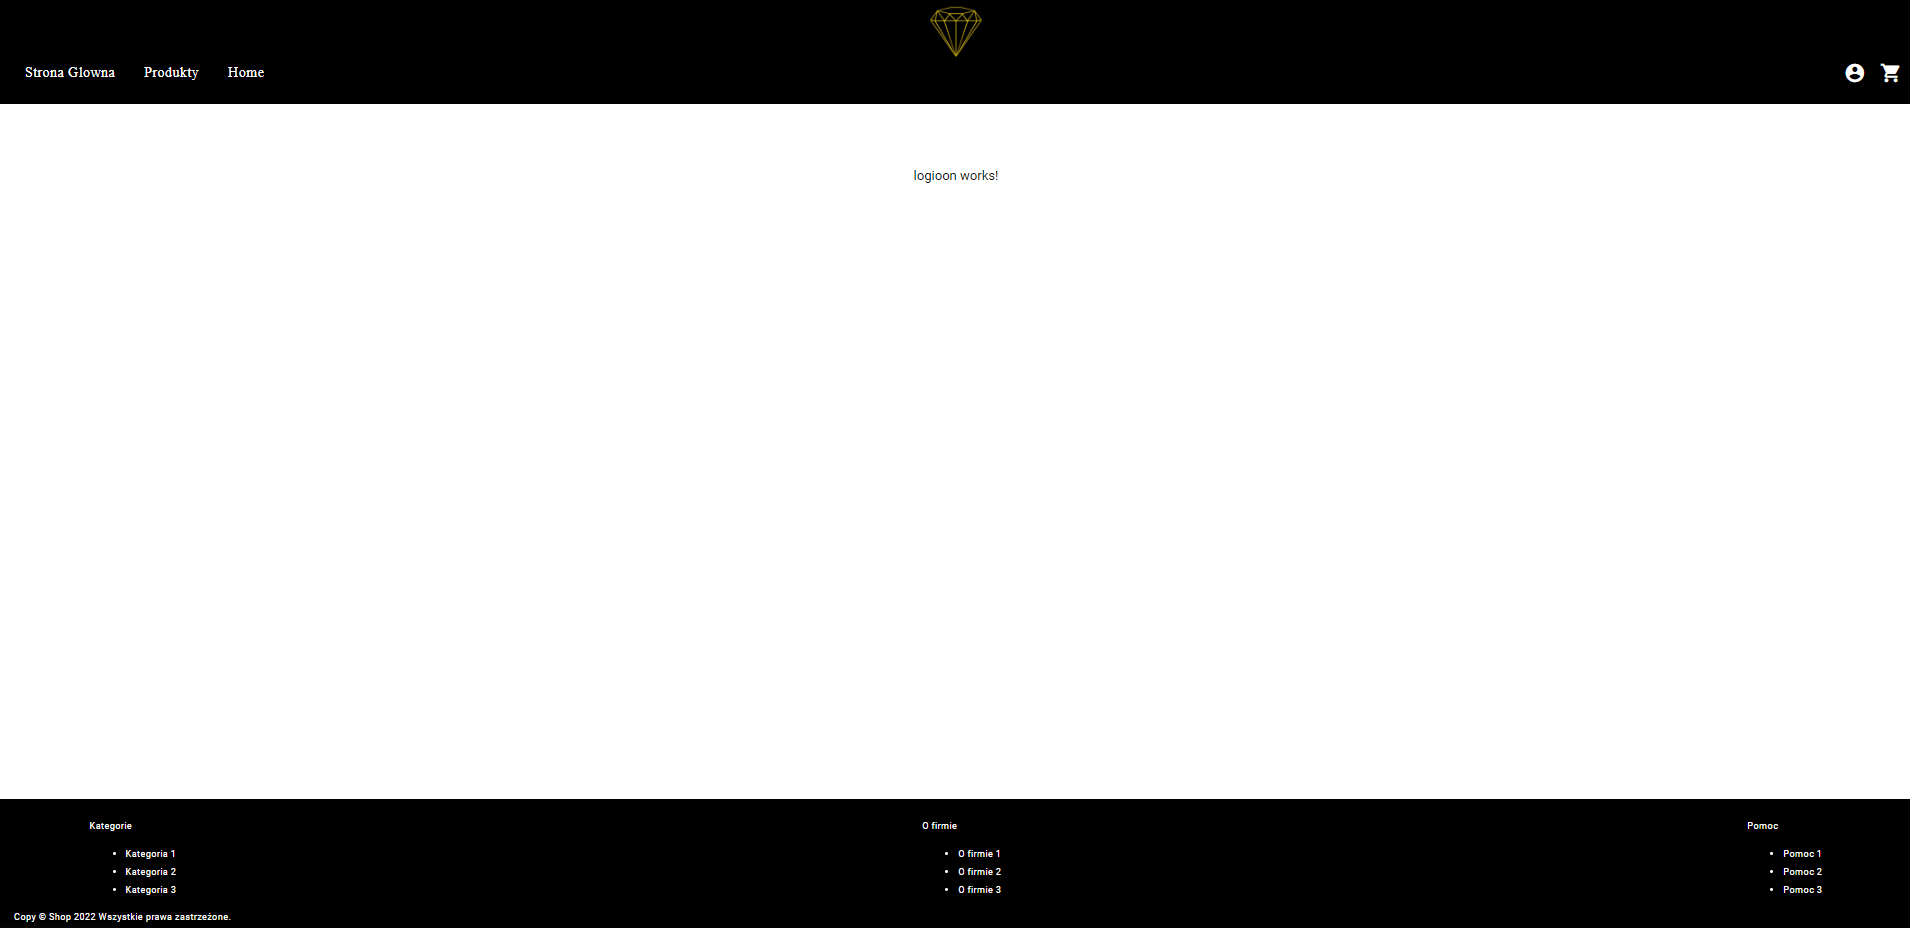 Strona Glowna Produkty Home
logioon works!
Kategorie
• Kategoria 1
• Kategoria 2
• Kategoria 3
O firmie
• O firmie 1
• O firmie 2
• O firmie 3
Pomoc
• Pomoc 1
• Pomoc 2
• Pomoc 3
Copy © Shop 2022 Wszystkie prawa zastrzeżone.